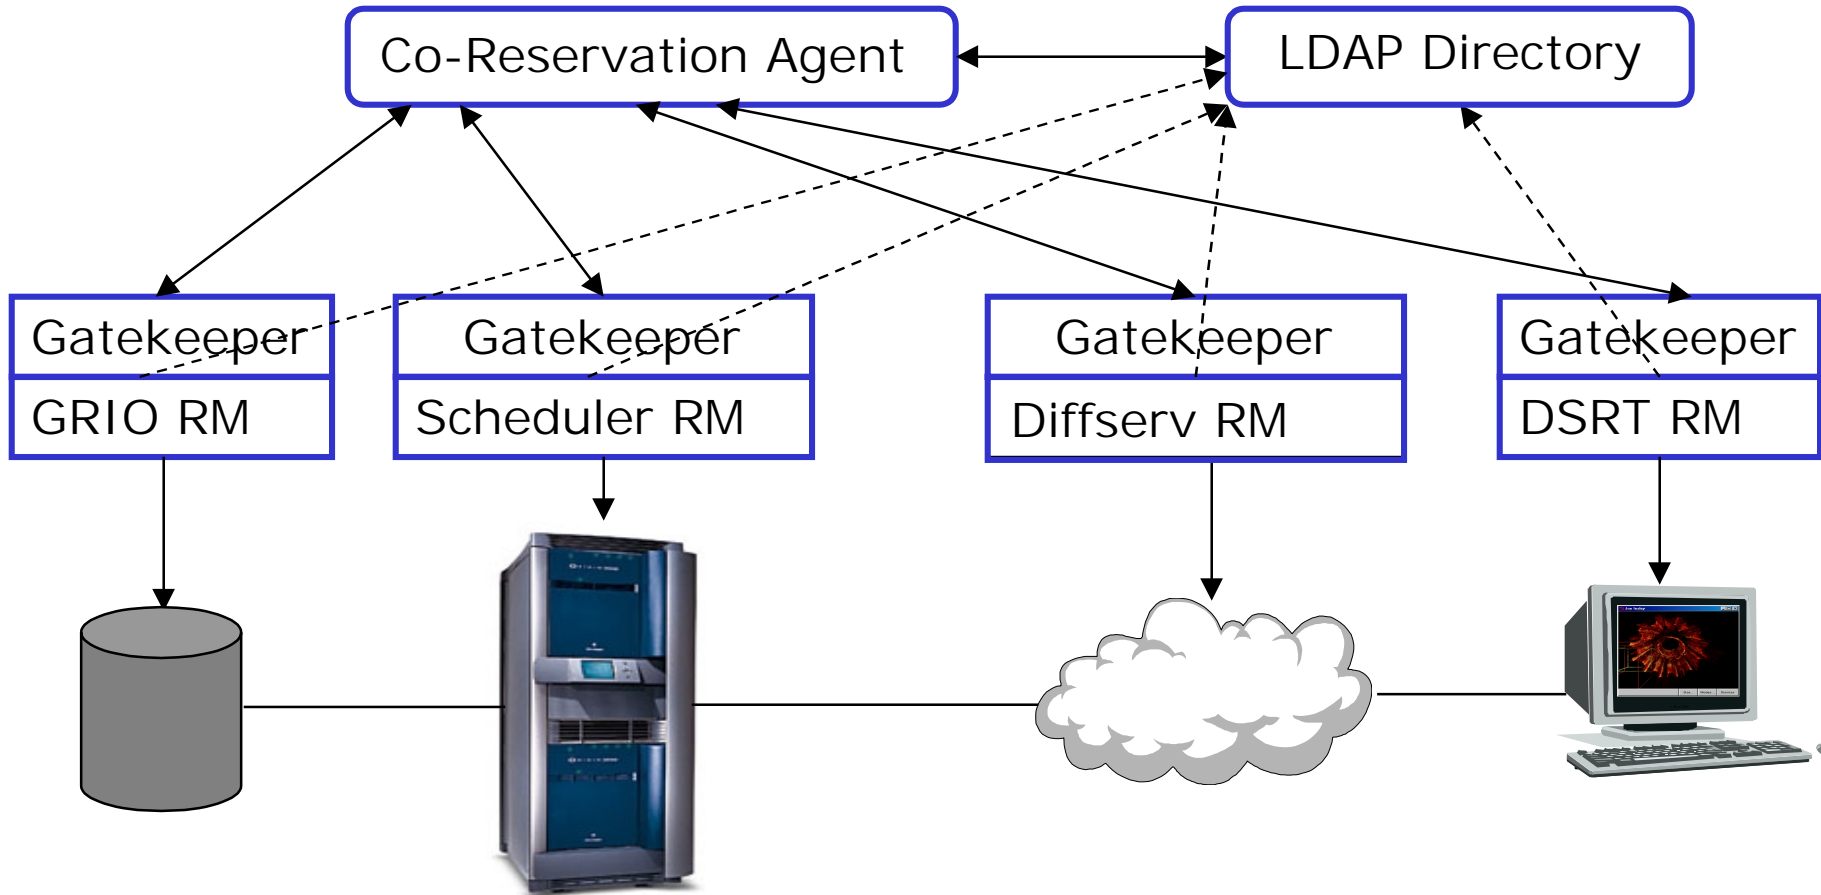 Co-Reservation Agent
LDAP Directory
Gatekeeper
Gatekeeper
Gatekeeper
Gatekeeper
GRIO RM
Scheduler RM
Diffserv RM
DSRT RM